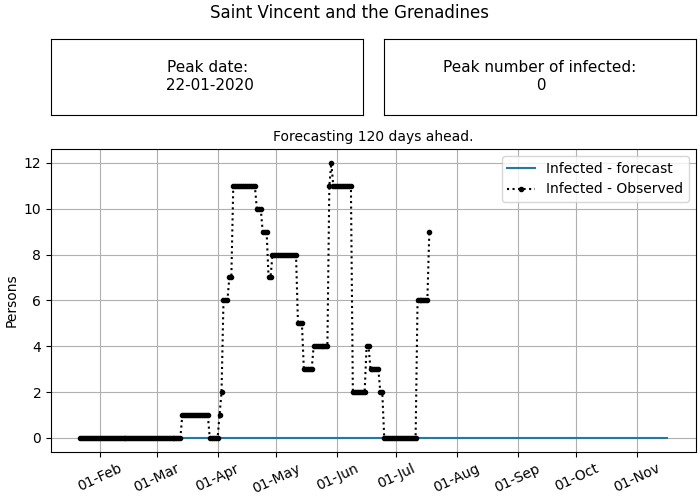 Saint Vincent and the Grenadines
Peak date:
22-01-2020
Peak number of infected:
0
Forecasting 120 days ahead.
Infected - forecast
Infected - Observed
Persons
12
10
8
6
4
2
0
01-Feb
01-Mar
01-Apr
01-May
01-Jun
01-Jul
01-Aug
01-Sep
01-Oct
01-Nov